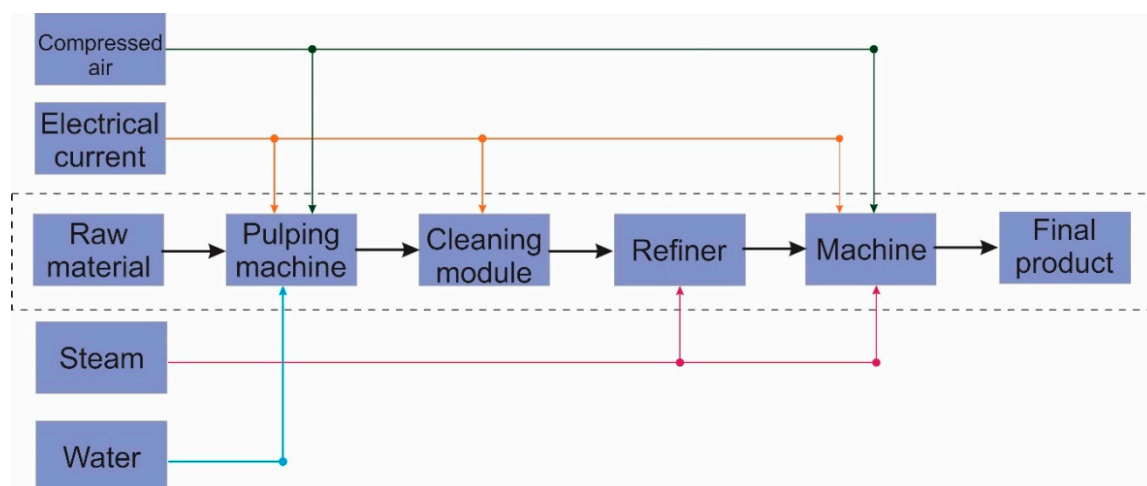 Compressed
air
Electrical
current
Raw
material
Pulping
machine
Cleaning
module
Refiner
Machine
Final
product
Steam
Water